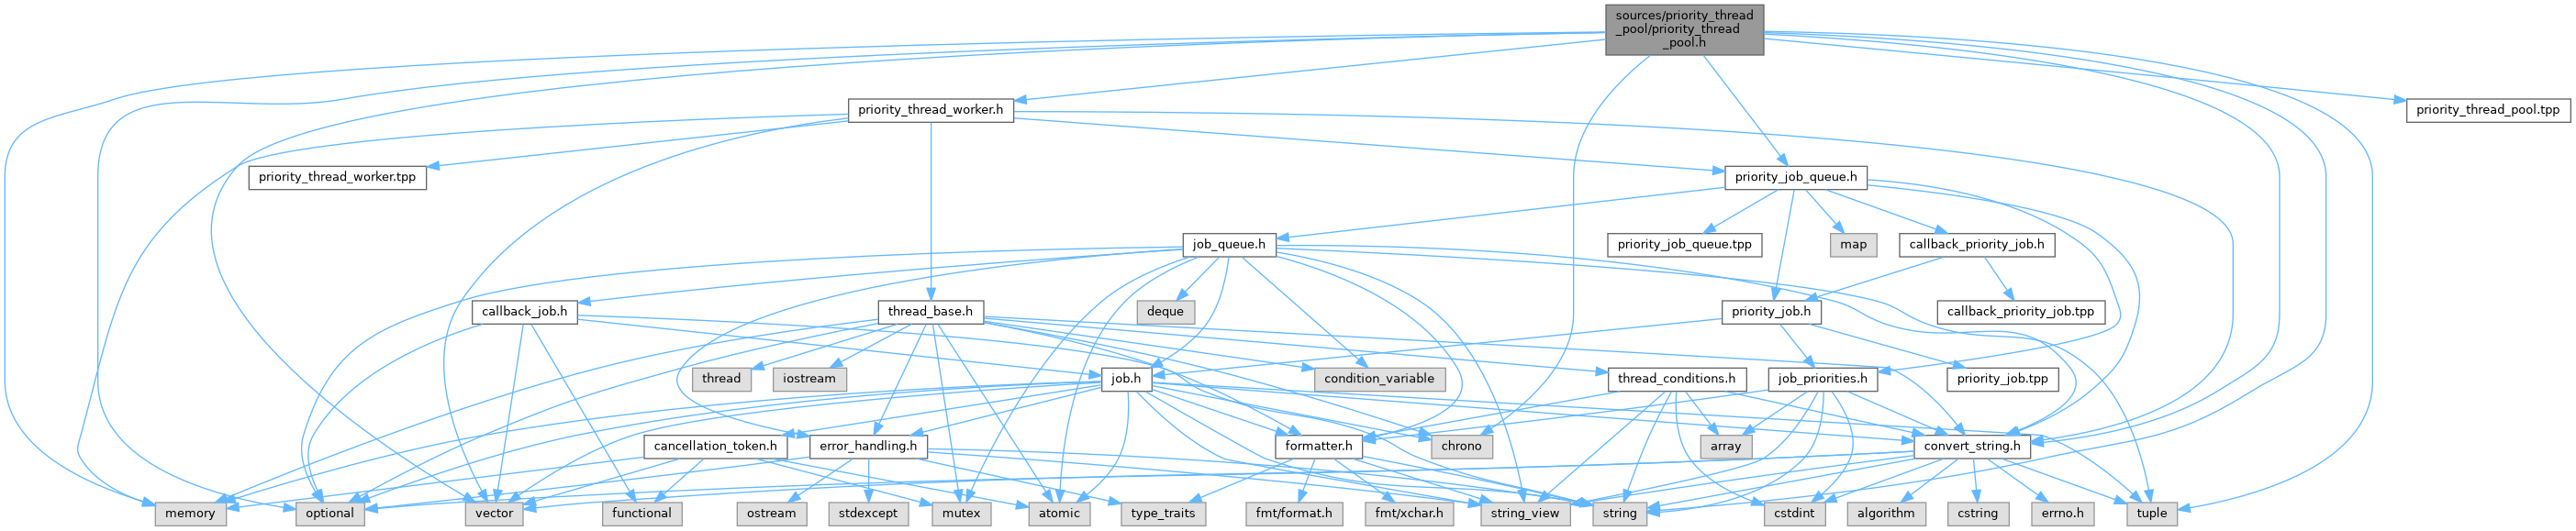 sources/priority_thread
_pool/priority_thread
_pool.h
priority_thread_worker.h
priority_thread_pool.tpp
priority_thread_worker.tpp
priority_job_queue.h
job_queue.h
priority_job_queue.tpp
map
callback_priority_job.h
callback_job.h
thread_base.h
deque
priority_job.h
callback_priority_job.tpp
thread
iostream
job.h
condition_variable
thread_conditions.h
job_priorities.h
priority_job.tpp
cancellation_token.h
error_handling.h
formatter.h
chrono
array
convert_string.h
memory
optional
vector
functional
ostream
stdexcept
mutex
atomic
type_traits
fmt/format.h
fmt/xchar.h
string_view
string
cstdint
algorithm
cstring
errno.h
tuple